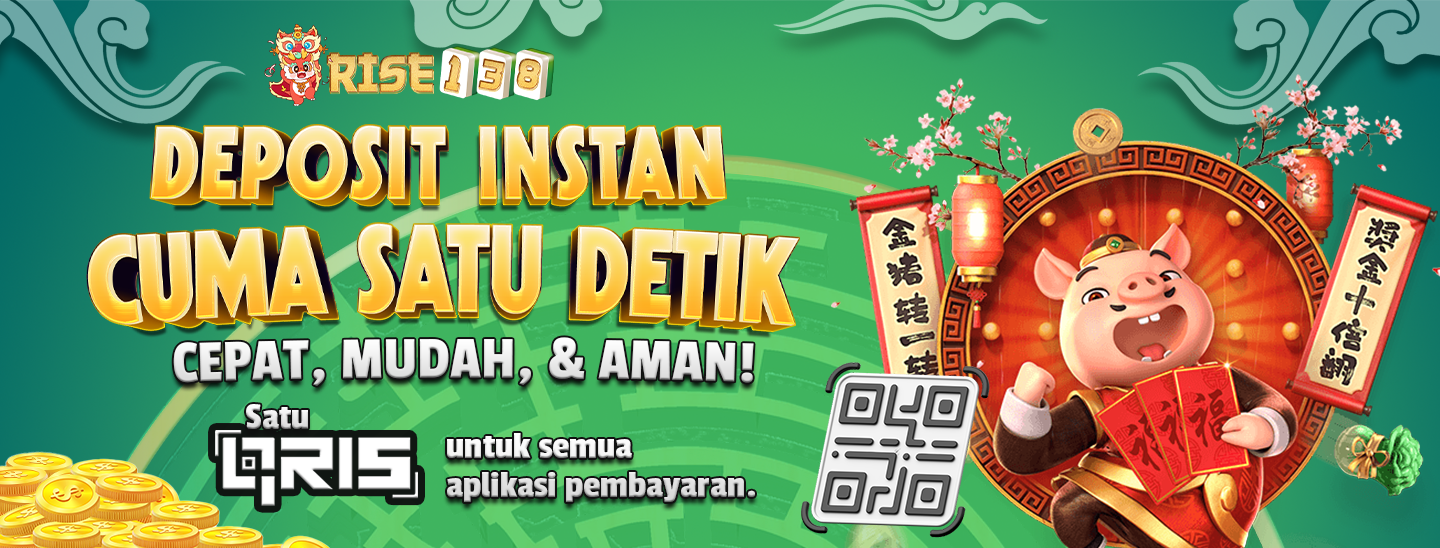 RISE138
DEPOSIT INSTAN
CUMA SATU DETIK
CEPAT, MUDAH, & AMAN!
Satu
QRIS
untuk semua
aplikasi pembayaran.
金猪转一转
奖金十倍翻
福